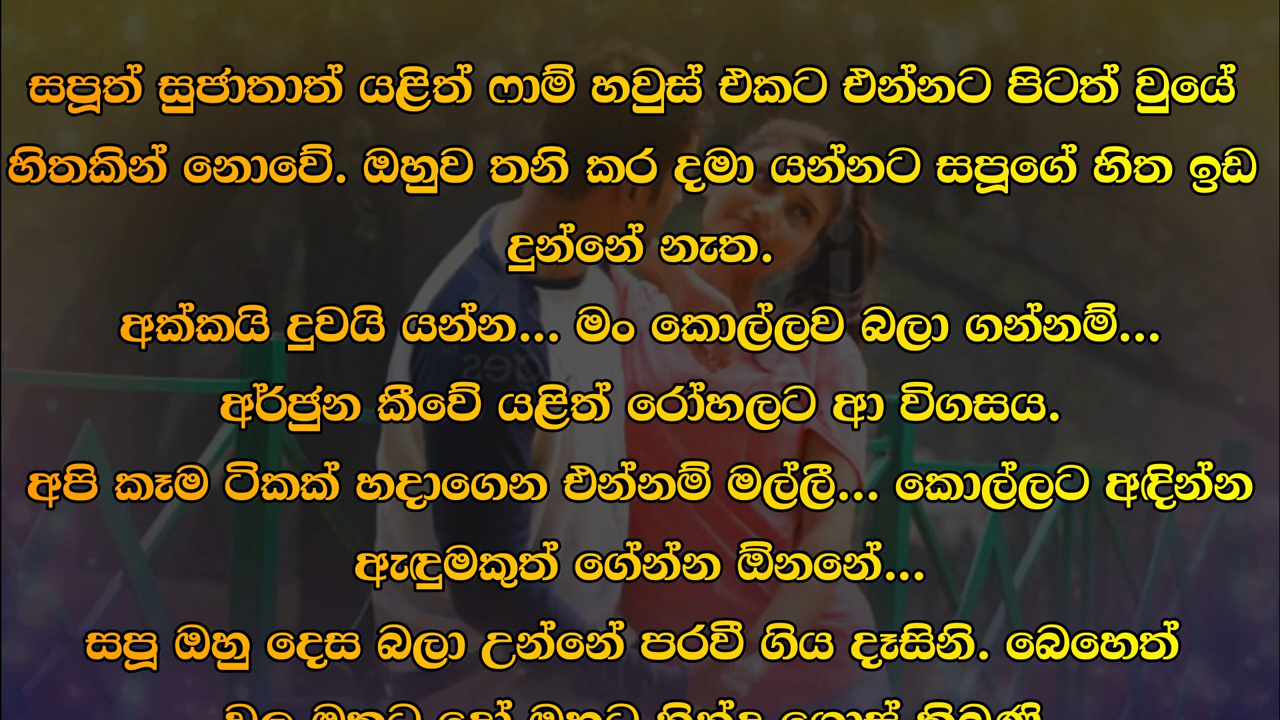 සපූත් සුජාතාත් යළිත් ෆාම් හවුස් එකට එන්නට පිටත් වුයේ
හිතකින් නොවේ. ඔහුව තනි කර දමා යන්නට සපූගේ හිත ඉඩ
දුන්නේ නැත.
අක්කයි දුවයි යන්න... මං කොල්ලව බලා ගන්නම්...
අර්ජුන කීවේ යළිත් රෝහලට ආ විගසය.
අපි කෑම ටිකක් හදාගෙන එන්නම් මල්ලී... කොල්ලට අඳින්න
ඇඳුමකුත් ගේන්න ඕනනේ...
සපූ ඔහු දෙස බලා උන්නේ පරවී ගිය දෑසිනි. බෙහෙත්